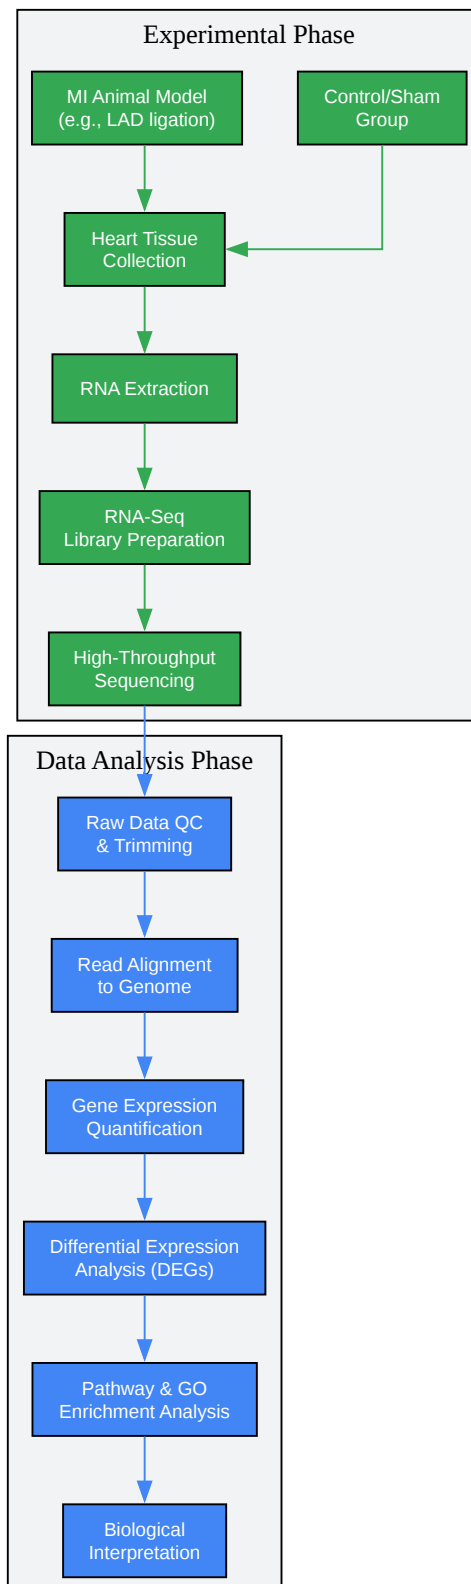 Experimental Phase
MI Animal Model
(e.g., LAD ligation)
Control/Sham
Group
Heart Tissue
Collection
RNA Extraction
RNA-Seq
Library Preparation
High-Throughput
Sequencing
Data Analysis Phase
Raw Data QC
& Trimming
Read Alignment
to Genome
Gene Expression
Quantification
Differential Expression
Analysis (DEGs)
Pathway & GO
Enrichment Analysis
Biological
Interpretation